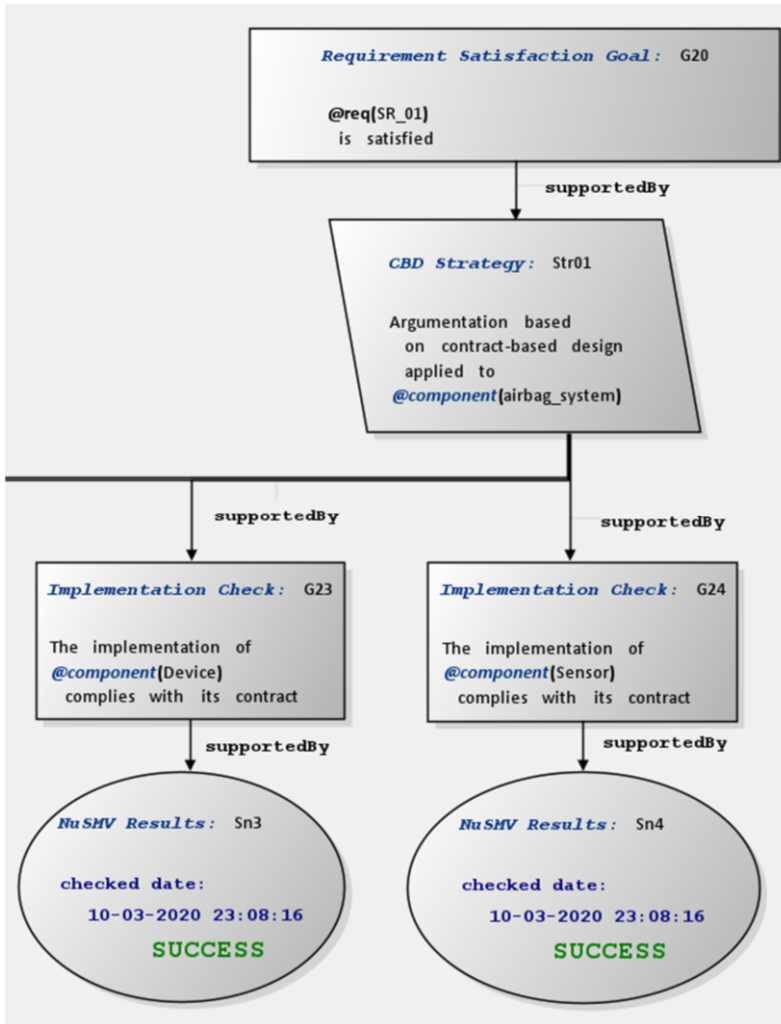 Requirement Satisfaction Goal: G20
@req(SR_01)
is satisfied
supportedBy
CBD Strategy: Str01
Argumentation based
on contract-based design
applied to
@component(airbag_system)
supportedBy
supportedBy
Implementation Check: G23
The implementation of
@component(Device)
complies with its contract
Implementation Check: G24
The implementation of
@component(Sensor)
complies with its contract
supportedBy
supportedBy
NuSMV Results: Sn3
checked date:
10-03-2020 23:08:16
SUCCESS
NuSMV Results: Sn4
checked date:
10-03-2020 23:08:16
SUCCESS